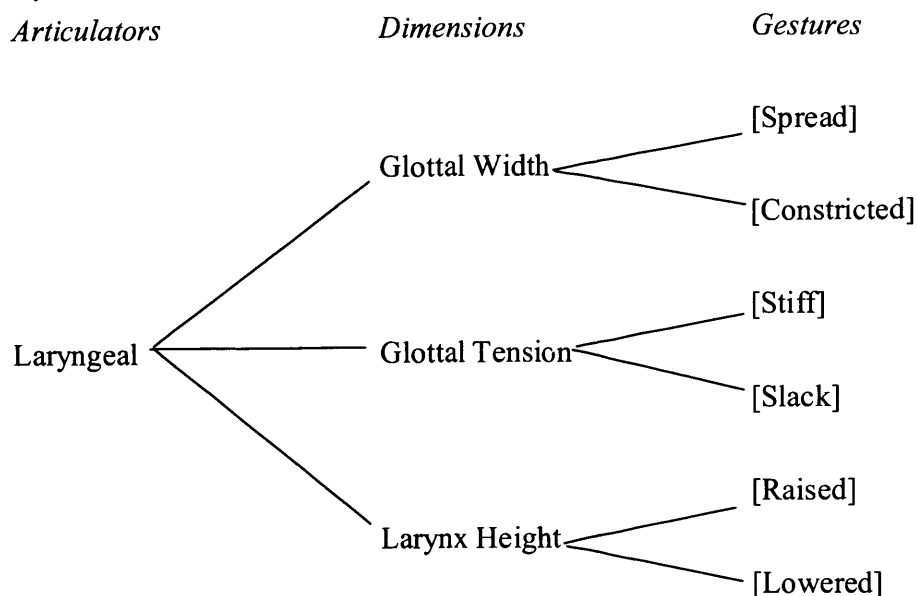 Articulators Dimensions Gestures
[Spread]
Glottal Width
[Constricted]
[Stiff]
Laryngeal Glottal Tension
[Slack]
[Raised]
Larynx Height
[Lowered]